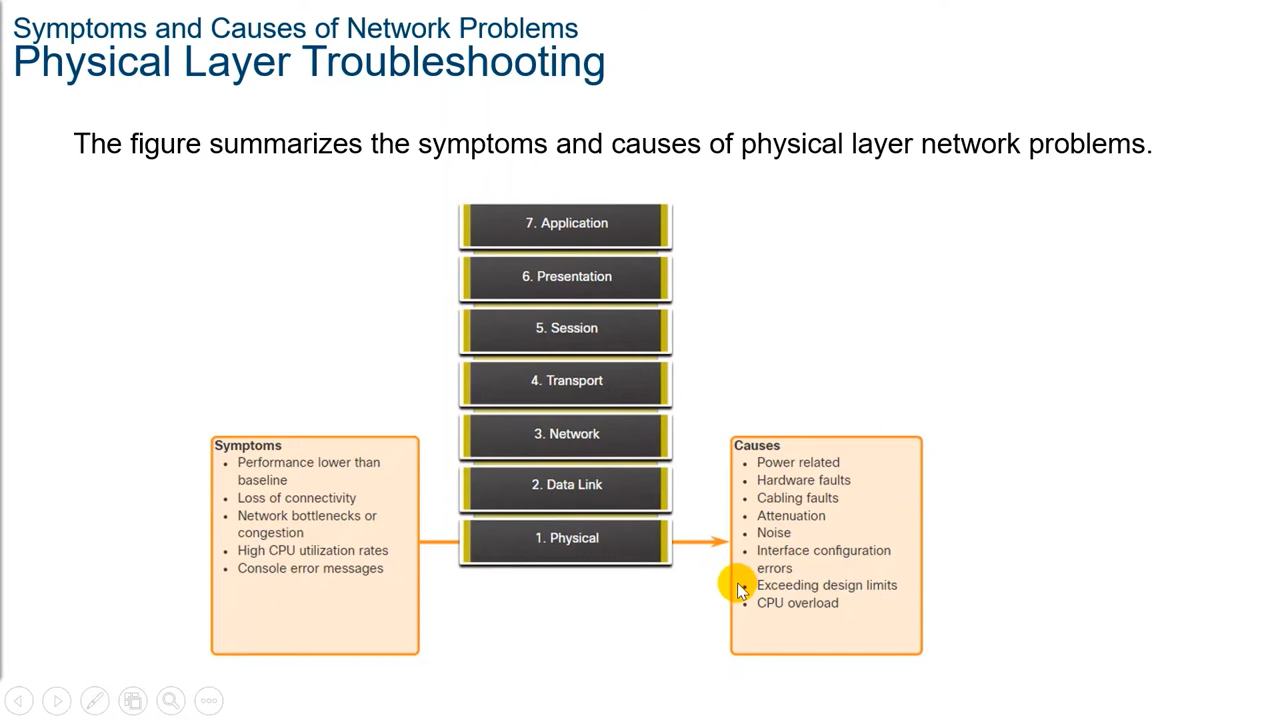 Symptoms and Causes of Network Problems
Physical Layer Troubleshooting
The figure summarizes the symptoms and causes of physical layer network problems.
7. Application
6. Presentation
5. Session
4. Transport
3. Network
2. Data Link
1. Physical
Symptoms
• Performance lower than
baseline
• Loss of connectivity
• Network bottlenecks or
congestion
• High CPU utilization rates
• Console error messages
Causes
• Power related
• Hardware faults
• Cabling faults
• Attenuation
• Noise
• Interface configuration
errors
• Exceeding design limits
• CPU overload